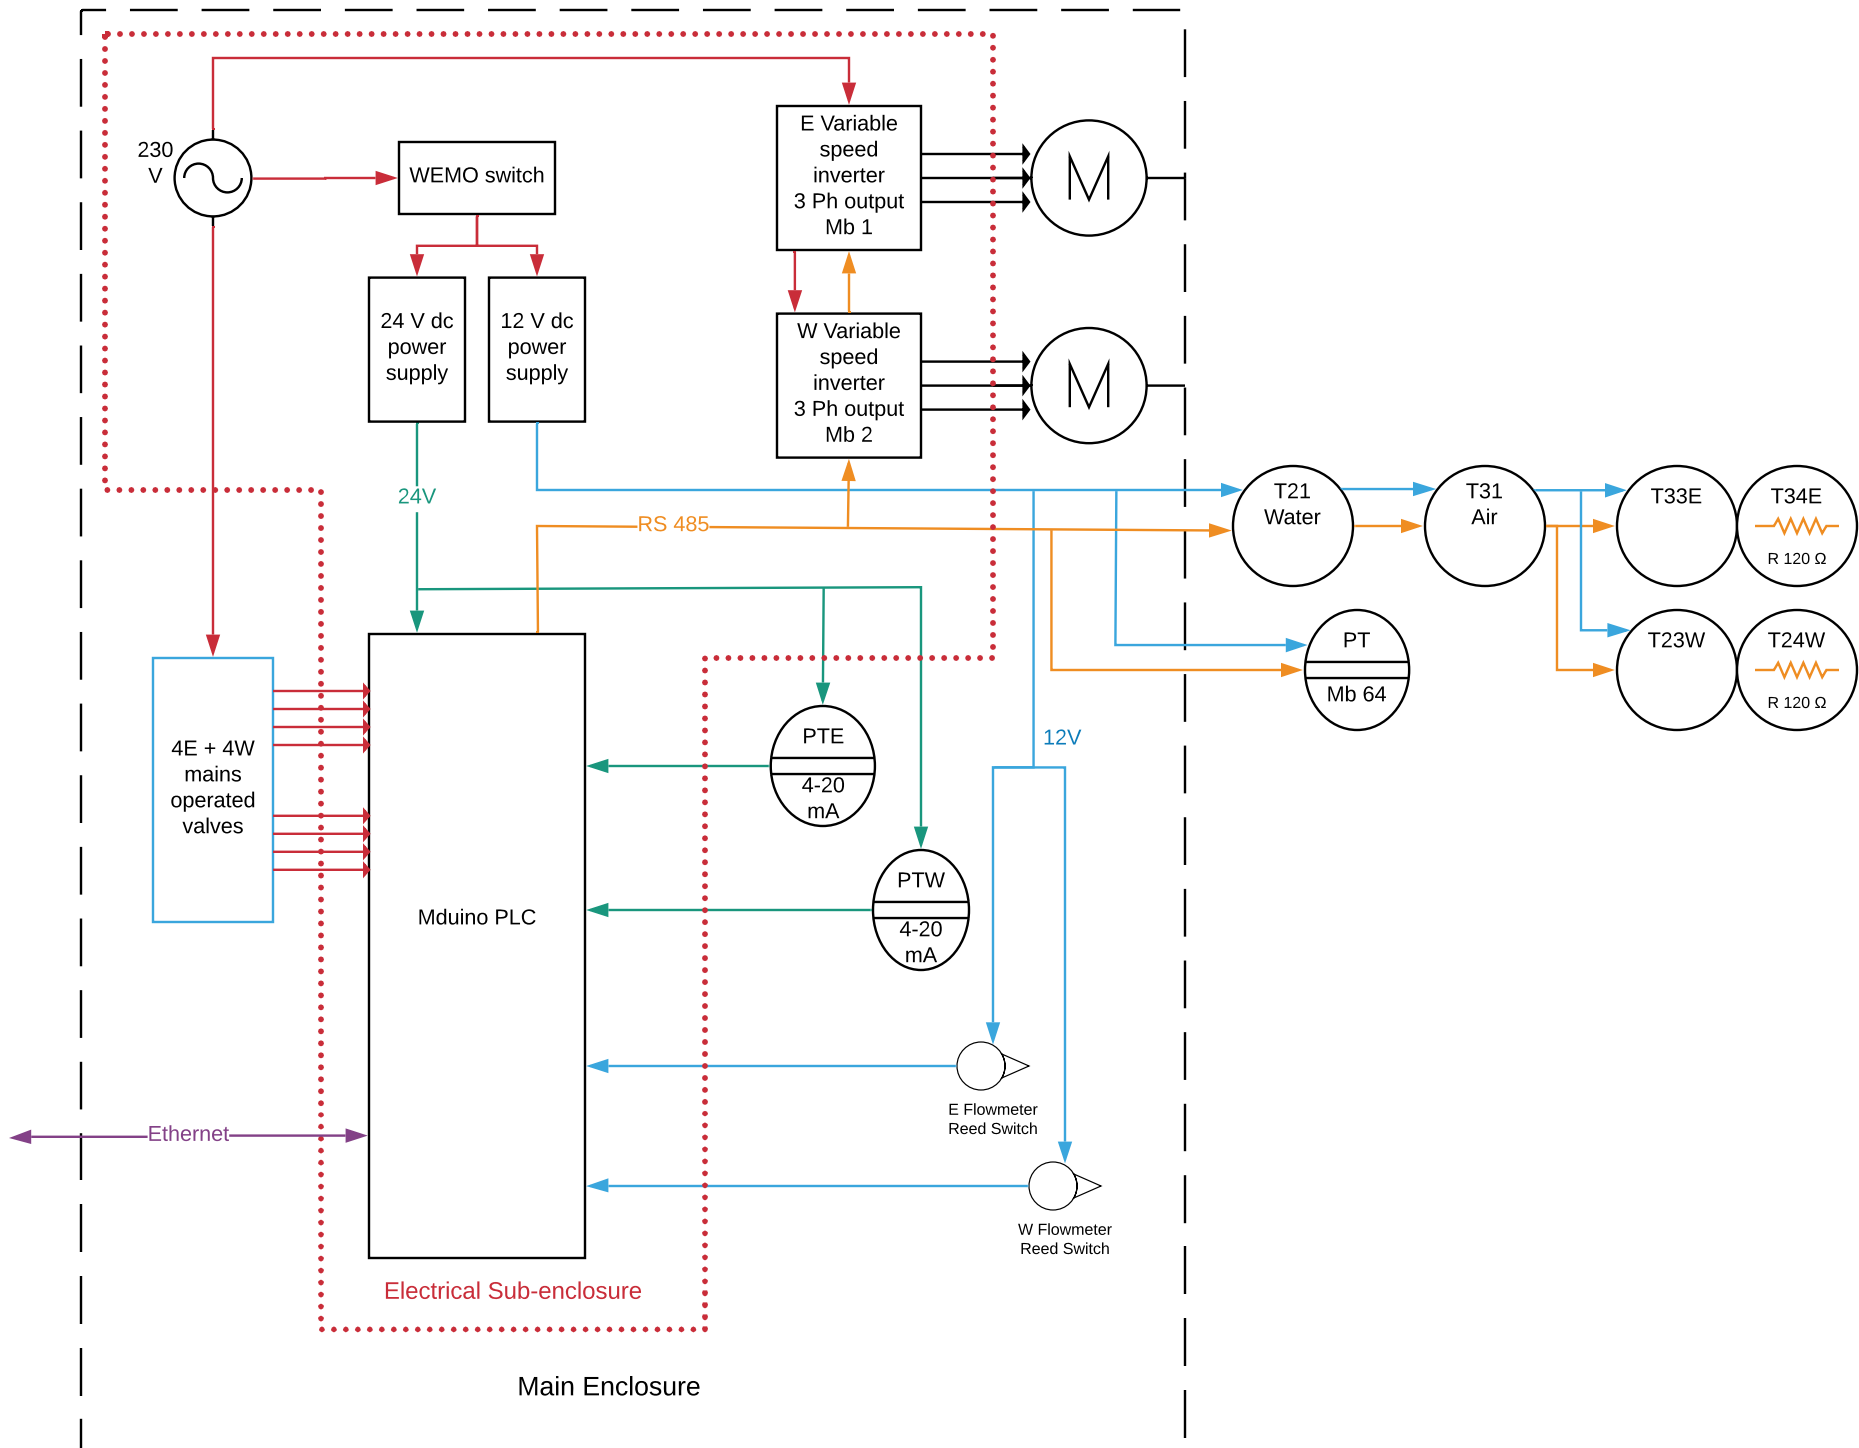 230
V
WEMO switch
E Variable
speed
inverter
3 Ph output
Mb 1
M
24 V dc
power
supply
12 V dc
power
supply
W Variable
speed
inverter
3 Ph output
Mb 2
M
24V
RS 485
T21
Water
T31
Air
T33E
T34E
R 120 Ω
PT
Mb 64
T23W
T24W
R 120 Ω
4E + 4W
mains
operated
valves
PTE
4-20
mA
12V
PTW
4-20
mA
Mduino PLC
E Flowmeter
Reed Switch
Ethernet
W Flowmeter
Reed Switch
Electrical Sub-enclosure
Main Enclosure